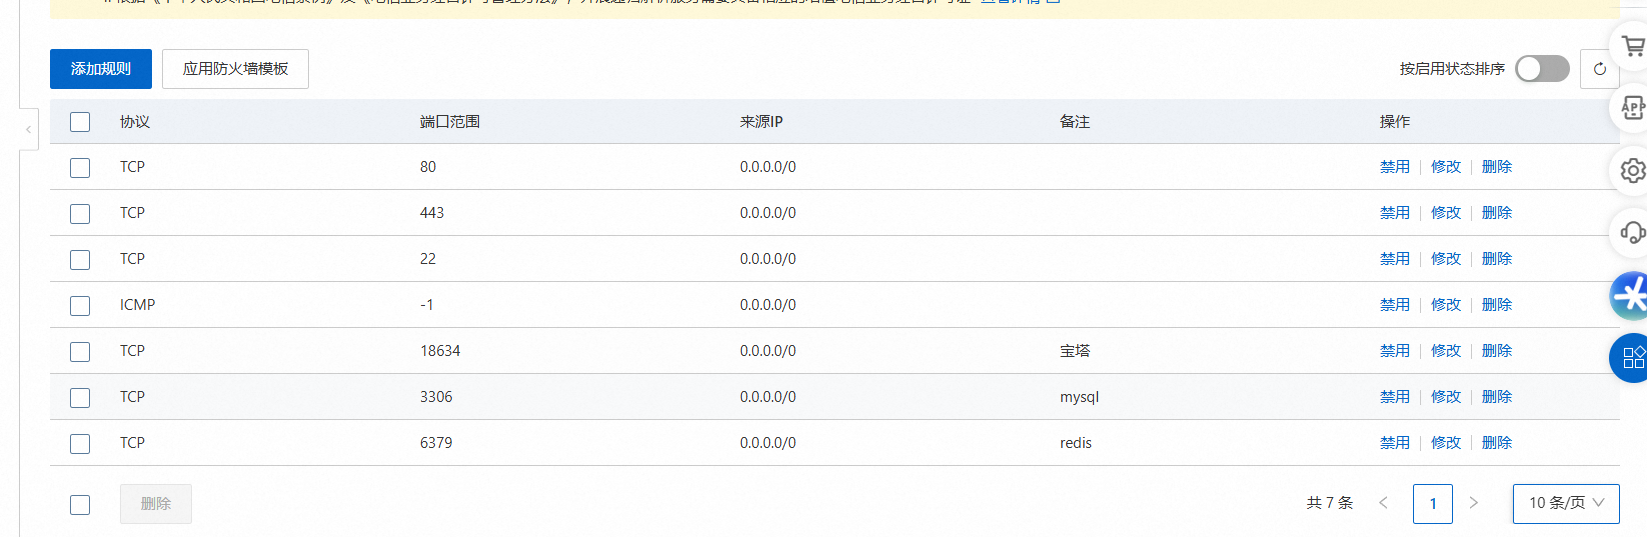 添加规则 应用防火墙模板 按启用状态排序
协议 端口范围 来源IP 备注 操作
TCP 80 0.0.0.0/0 禁用 修改 删除
TCP 443 0.0.0.0/0 禁用 修改 删除
TCP 22 0.0.0.0/0 禁用 修改 删除
ICMP -1 0.0.0.0/0 禁用 修改 删除
TCP 18634 0.0.0.0/0 宝塔 禁用 修改 删除
TCP 3306 0.0.0.0/0 mysql 禁用 修改 删除
TCP 6379 0.0.0.0/0 redis 禁用 修改 删除
删除 共 7 条 1 10 条/页
APP